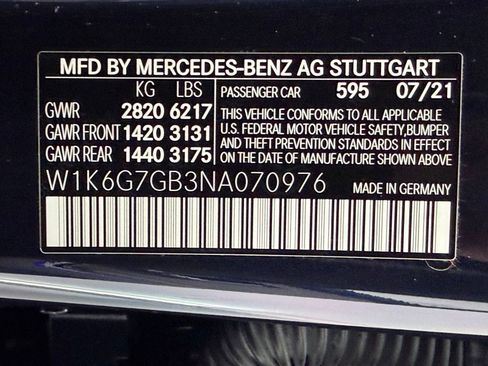 MFD BY MERCEDES-BENZ AG STUTTGART
KG LBS PASSENGER CAR 595 07/21
GWWR 2820 6217
GAWR FRONT 1420 3131
GAWR REAR 1440 3175
THIS VEHICLE CONFORMS TO ALL APPLICABLE
U.S. FEDERAL MOTOR VEHICLE SAFETY,BUMPER
AND THEFT PREVENTION STANDARDS IN EFFECT
ON THE DATE OF MANUFACTURE SHOWN ABOVE
W1K6G7GB3NA070976 MADE IN GERMANY